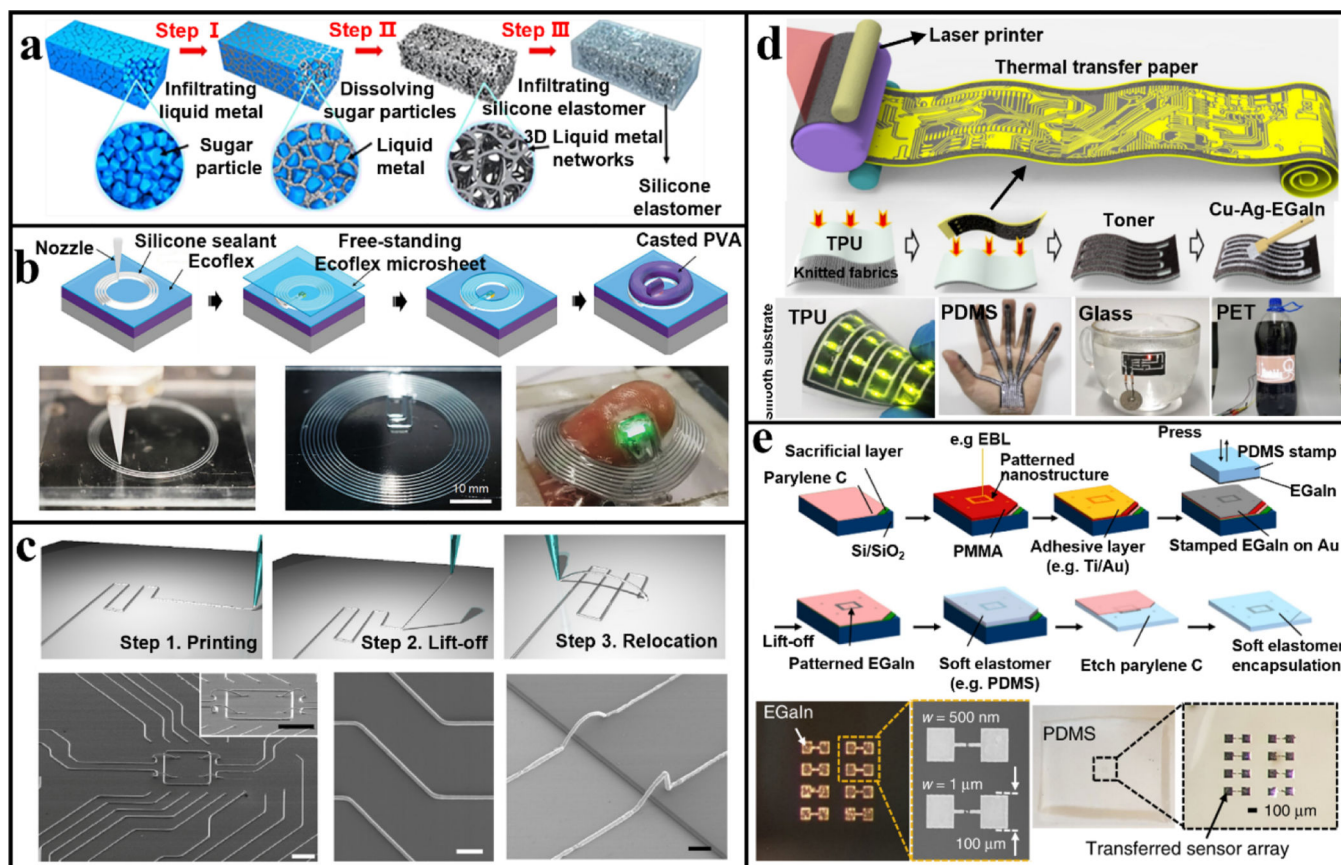 a
Step I
Step II
Step III
Infiltrating
liquid metal
Dissolving
sugar particles
Infiltrating
silicone elastomer
Sugar
particle
Liquid
metal
3D Liquid metal
networks
Silicone
elastomer
b
Nozzle
Silicone sealant
Ecoflex
Free-standing
Ecoflex microsheet
Casted PVA
10 mm
c
Step 1. Printing
Step 2. Lift-off
Step 3. Relocation
d
Laser printer
Thermal transfer paper
TPU
Knitted fabrics
Toner
Cu-Ag-EGaIn
Smooth substrate
TPU
PDMS
Glass
PET
e
Sacrificial layer
Parylene C
Si/SiO₂
e.g EBL
Patterned
nanostructure
PMMA
Adhesive layer
(e.g. Ti/Au)
Press
PDMS stamp
EGaIn
Stamped EGaIn on Au
Lift-off
Patterned EGaIn
Soft elastomer
(e.g. PDMS)
Etch parylene C
Soft elastomer
encapsulation
EGaIn
w = 500 nm
w = 1 μm
100 μm
PDMS
100 μm
Transferred sensor array